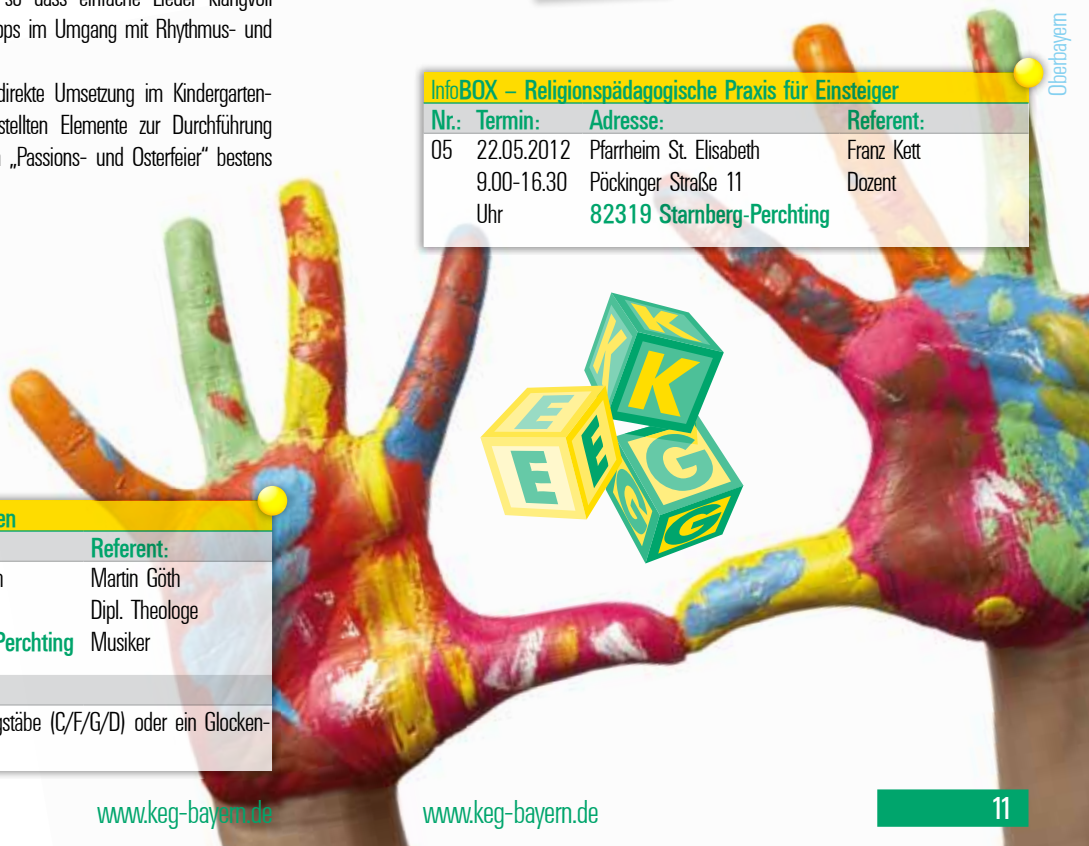 so dass einfache Lieder klangvoll
im Umgang mit Rhythmus- und
direkte Umsetzung im Kindergarten-
stellten Elemente zur Durchführung
„Passions- und Osterfeier“ bestens
en
Referent:
Martin Göth
Dipl. Theologe
Perchting Musiker
gstäbe (C/F/G/D) oder ein Glocken-
www.keg-bayern.de
Oberbayern
InfoBOX – Religionspädagogische Praxis für Einsteiger
Nr.: Termin: Adresse: Referent:
05 22.05.2012 Pfarrheim St. Elisabeth Franz Kett
9.00-16.30 Pöckinger Straße 11 Dozent
Uhr 82319 Starnberg-Perchting
K
K
K
E
E
E
G
G
G
www.keg-bayern.de
11